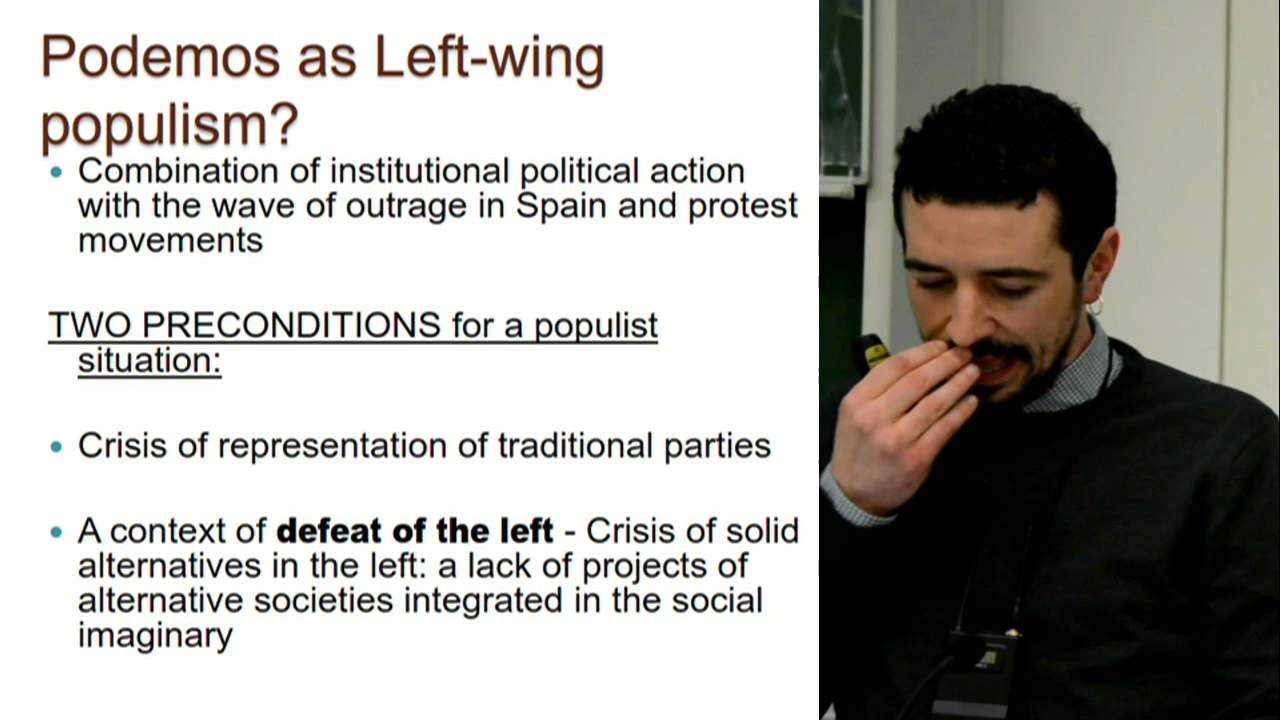 Podemos as Left-wing
populism?
• Combination of institutional political action
with the wave of outrage in Spain and protest
movements
TWO PRECONDITIONS for a populist
situation:
• Crisis of representation of traditional parties
• A context of defeat of the left - Crisis of solid
alternatives in the left: a lack of projects of
alternative societies integrated in the social
imaginary